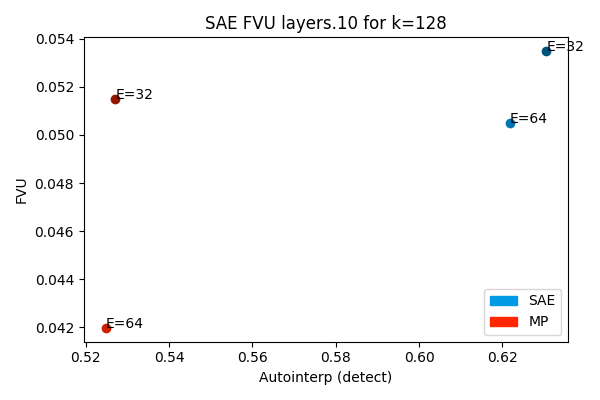 SAE FVU layers.10 for k=128
0.054
0.052
0.050
0.048
0.046
0.044
0.042
FVU
E=32
E=32
E=64
E=64
SAE
MP
0.52
0.54
0.56
0.58
0.60
0.62
Autointerp (detect)